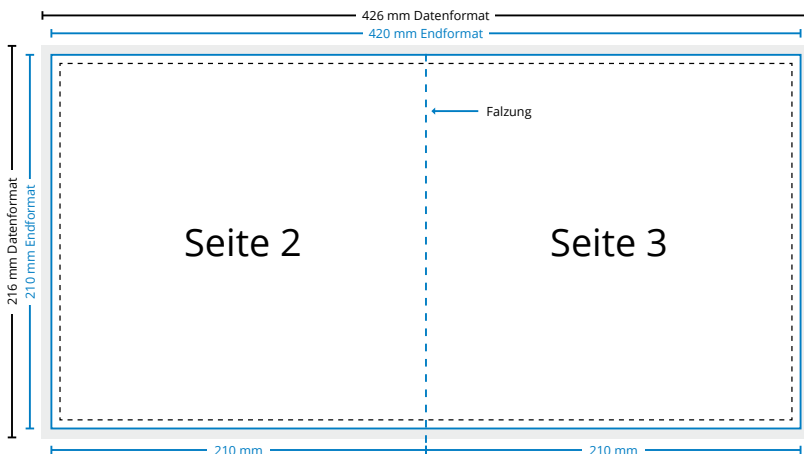 426 mm Datenformat
420 mm Endformat
216 mm Datenformat
210 mm Endformat
Falzung
Seite 2
Seite 3
210 mm
210 mm